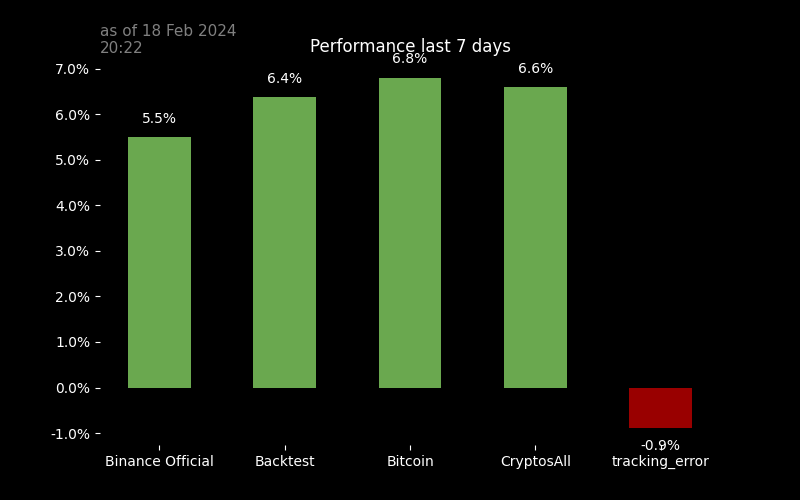 as of 18 Feb 2024
20:22
Performance last 7 days
7.0%
6.0%
5.0%
4.0%
3.0%
2.0%
1.0%
0.0%
-1.0%
5.5%
6.4%
6.8%
6.6%
-0.9%
Binance Official
Backtest
Bitcoin
CryptosAll
tracking_error